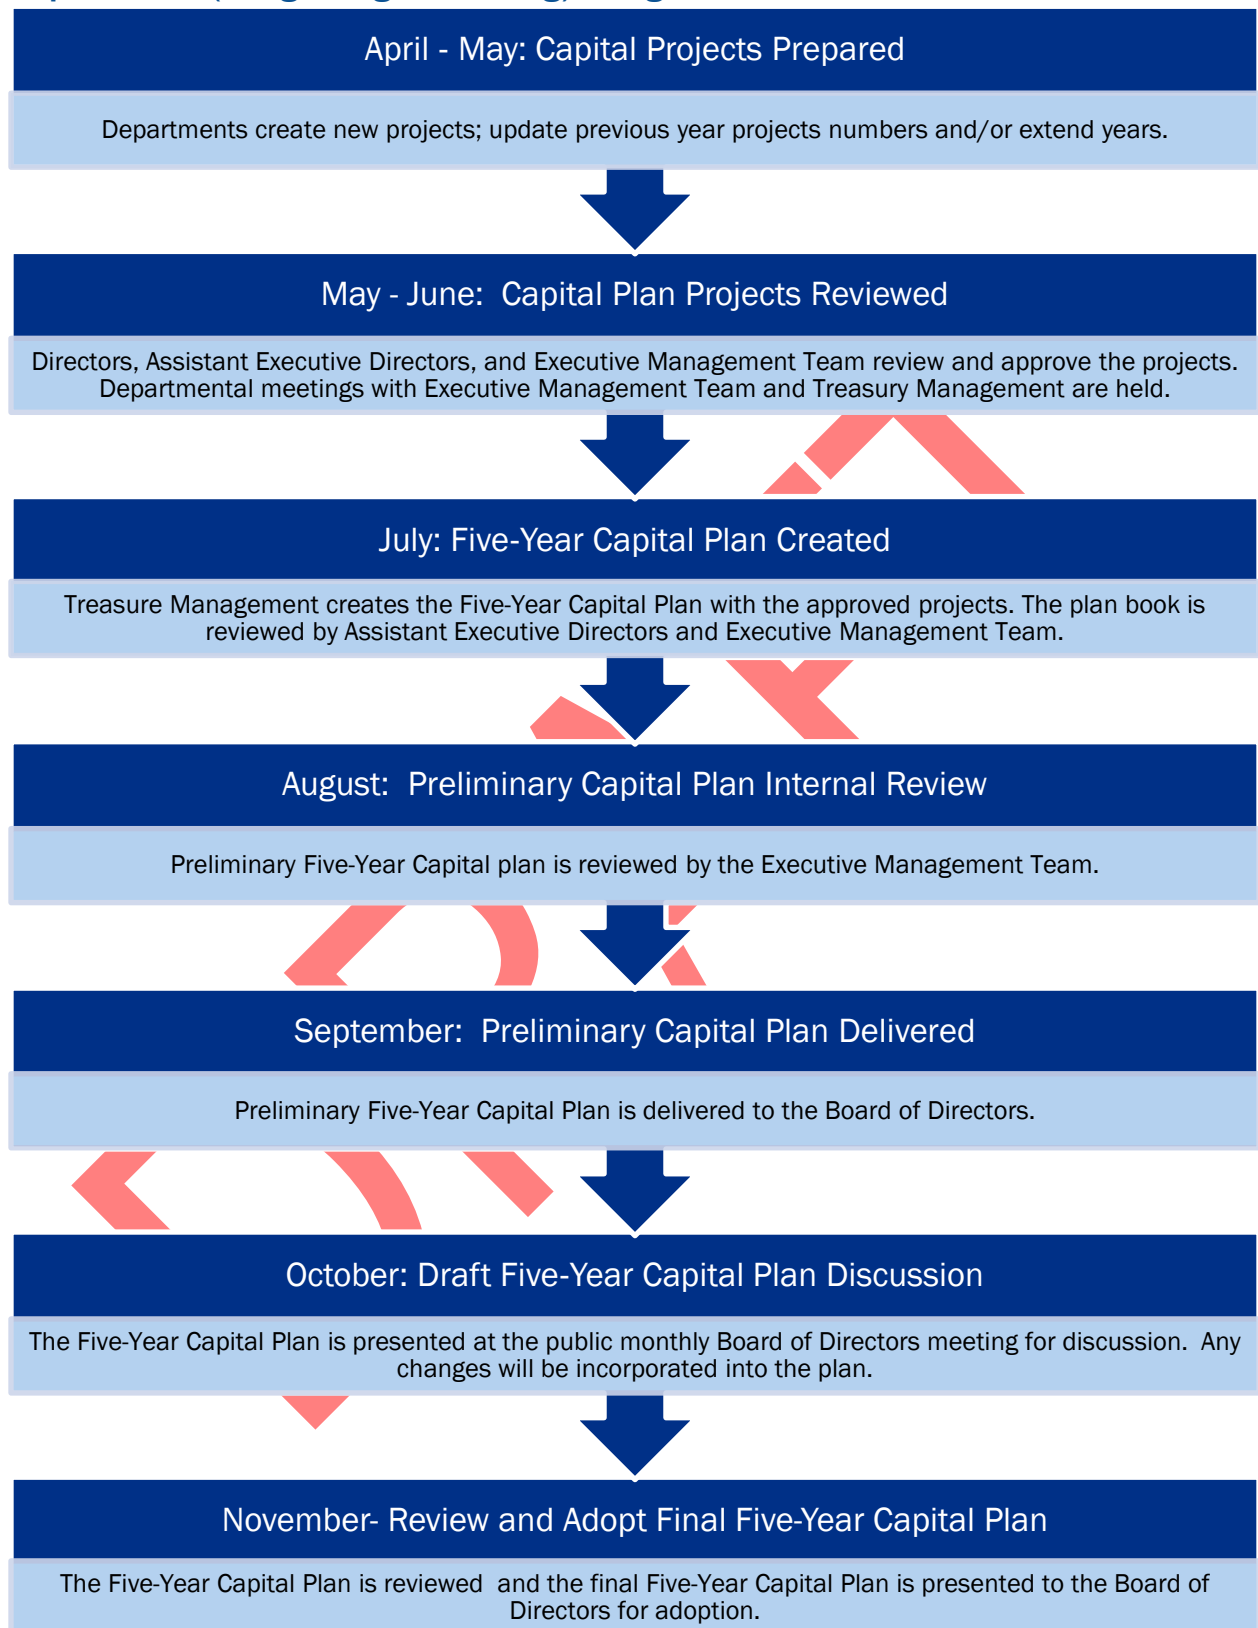 April - May: Capital Projects Prepared
Departments create new projects; update previous year projects numbers and/or extend years.
May - June:  Capital Plan Projects Reviewed
Directors, Assistant Executive Directors, and Executive Management Team review and approve the projects.
Departmental meetings with Executive Management Team and Treasury Management are held.
July: Five-Year Capital Plan Created
Treasure Management creates the Five-Year Capital Plan with the approved projects. The plan book is
reviewed by Assistant Executive Directors and Executive Management Team.
August:  Preliminary Capital Plan Internal Review
Preliminary Five-Year Capital plan is reviewed by the Executive Management Team.
September:  Preliminary Capital Plan Delivered
Preliminary Five-Year Capital Plan is delivered to the Board of Directors.
October: Draft Five-Year Capital Plan Discussion
The Five-Year Capital Plan is presented at the public monthly Board of Directors meeting for discussion.  Any
changes will be incorporated into the plan.
November- Review and Adopt Final Five-Year Capital Plan
The Five-Year Capital Plan is reviewed  and the final Five-Year Capital Plan is presented to the Board of
Directors for adoption.